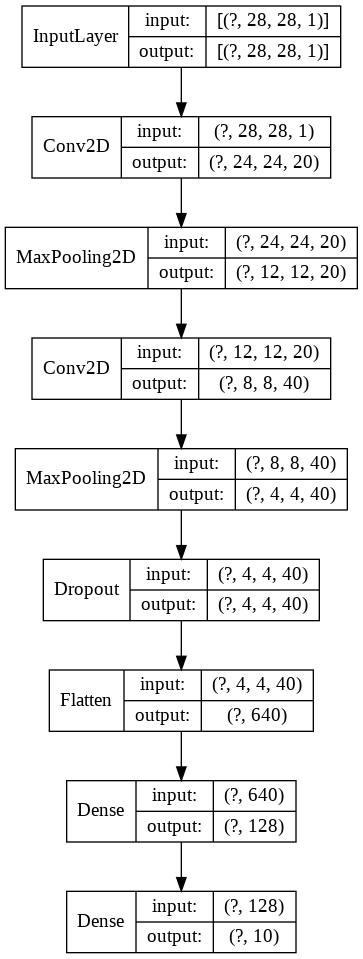 InputLayer input: [(?, 28, 28, 1)]
output: [(?, 28, 28, 1)]
Conv2D input: (?, 28, 28, 1)
output: (?, 24, 24, 20)
MaxPooling2D input: (?, 24, 24, 20)
output: (?, 12, 12, 20)
Conv2D input: (?, 12, 12, 20)
output: (?, 8, 8, 40)
MaxPooling2D input: (?, 8, 8, 40)
output: (?, 4, 4, 40)
Dropout input: (?, 4, 4, 40)
output: (?, 4, 4, 40)
Flatten input: (?, 4, 4, 40)
output: (?, 640)
Dense input: (?, 640)
output: (?, 128)
Dense input: (?, 128)
output: (?, 10)